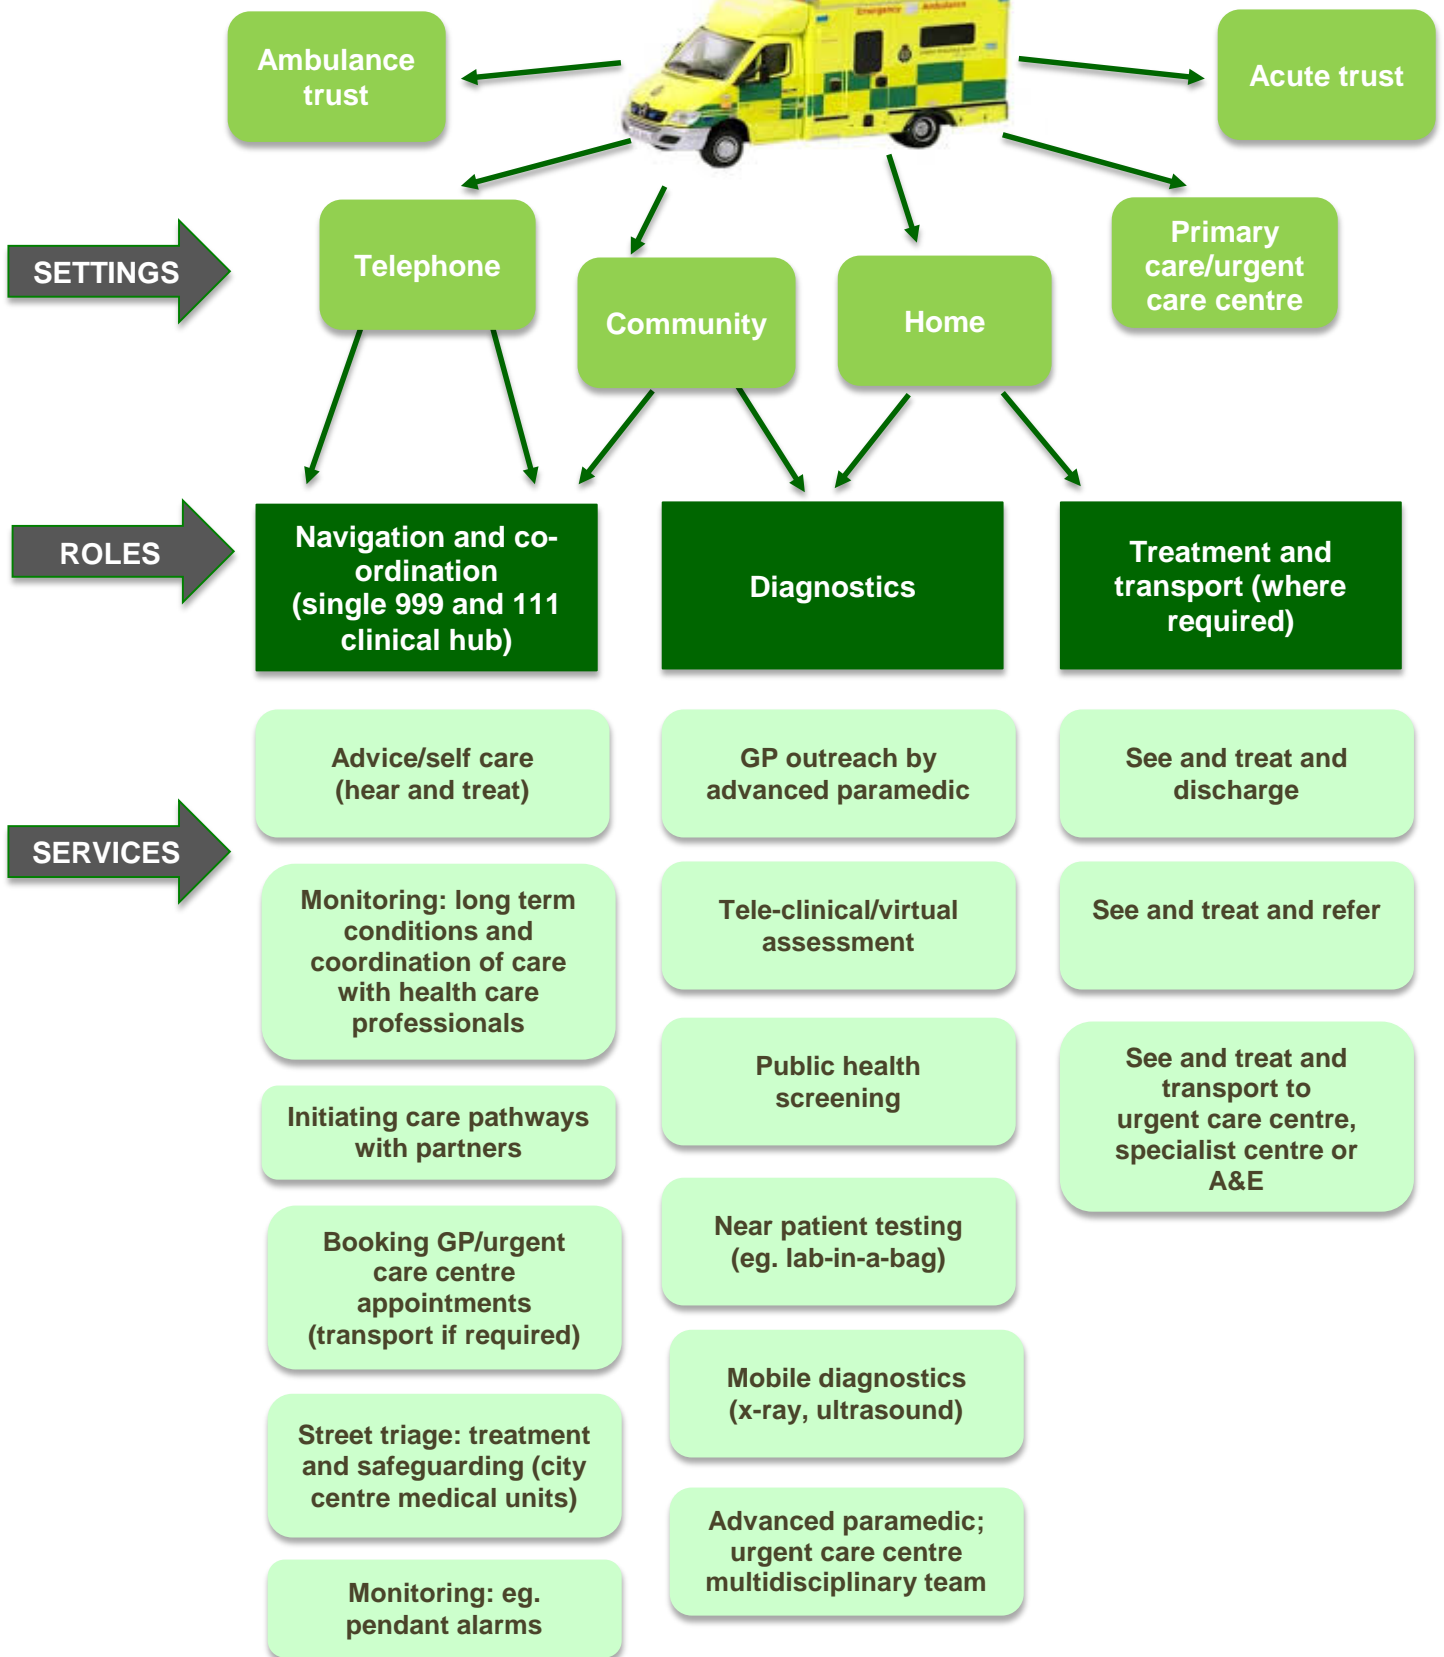 Emergency Ambulance
Ambulance
trust
Acute trust
SETTINGS
Telephone
Community
Home
Primary
care/urgent
care centre
ROLES
Navigation and co-
ordination
(single 999 and 111
clinical hub)
Diagnostics
Treatment and
transport (where
required)
SERVICES
Advice/self care
(hear and treat)
Monitoring: long term
conditions and
coordination of care
with health care
professionals
Initiating care pathways
with partners
Booking GP/urgent
care centre
appointments
(transport if required)
Street triage: treatment
and safeguarding (city
centre medical units)
Monitoring: eg.
pendant alarms
GP outreach by
advanced paramedic
Tele-clinical/virtual
assessment
Public health
screening
Near patient testing
(eg. lab-in-a-bag)
Mobile diagnostics
(x-ray, ultrasound)
Advanced paramedic;
urgent care centre
multidisciplinary team
See and treat and
discharge
See and treat and refer
See and treat and
transport to
urgent care centre,
specialist centre or
A&E